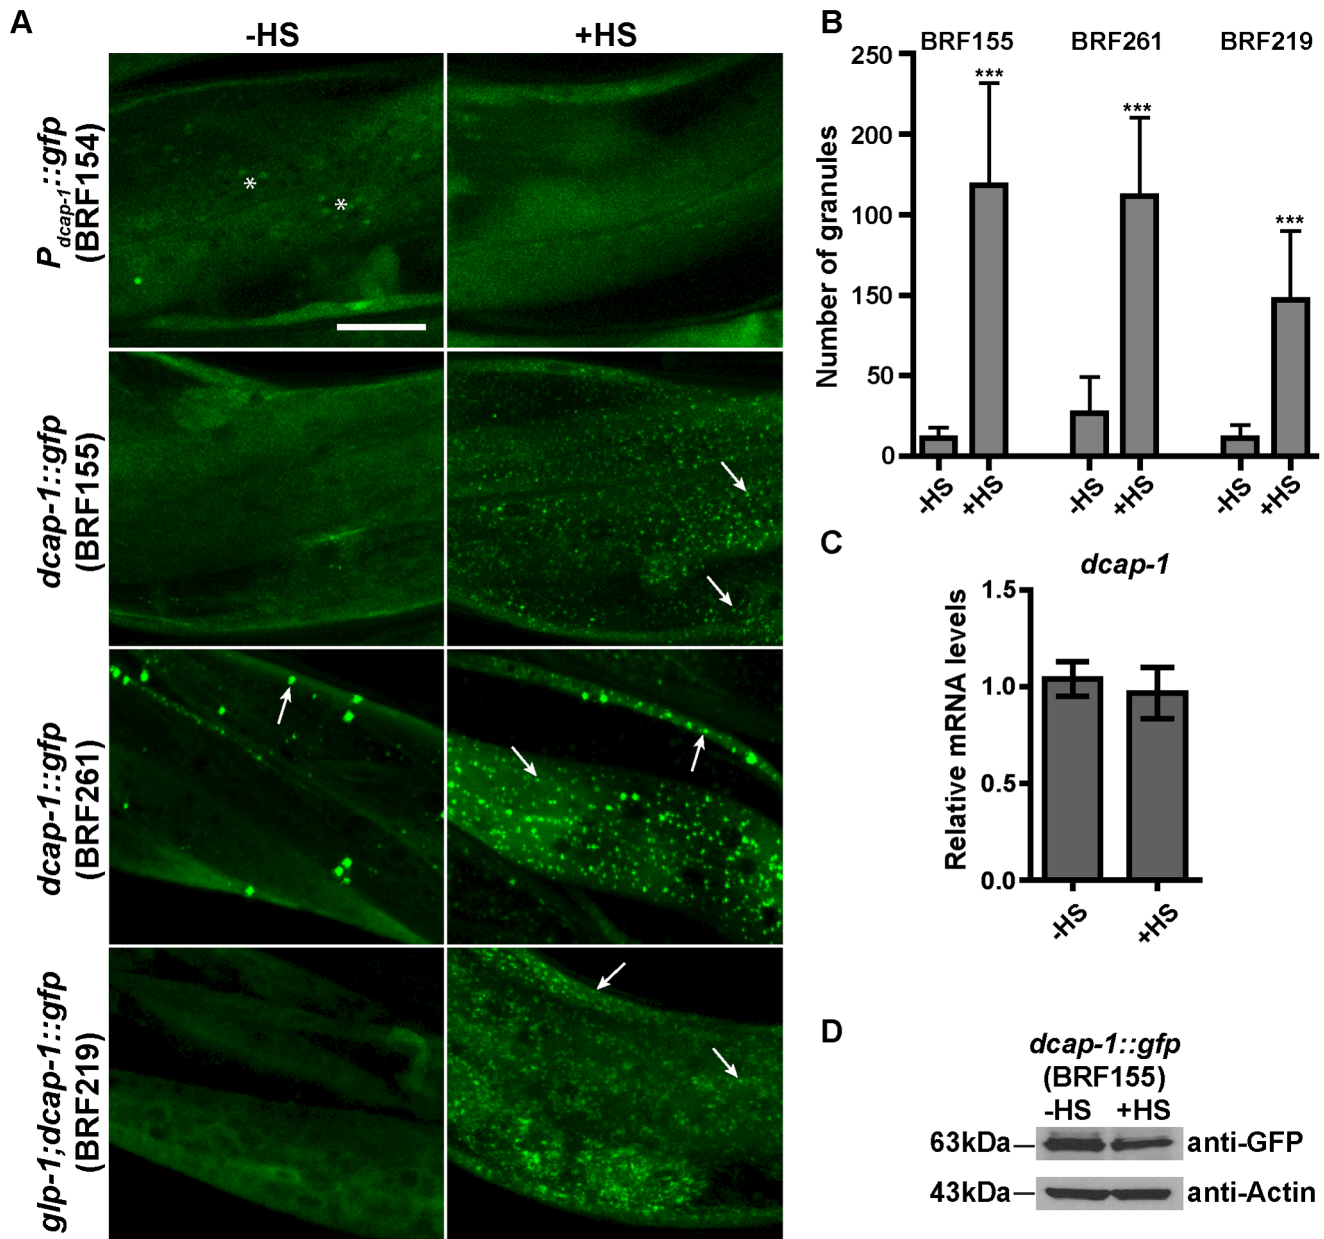 A
-HS
+HS
Pdcap-1::gfp
(BRF154)
*
*
dcap-1::gfp
(BRF155)
dcap-1::gfp
(BRF261)
glp-1;dcap-1::gfp
(BRF219)
B
BRF155
BRF261
BRF219
Number of granules
250
200
100
150
50
0
***
***
***
-HS
+HS
-HS
+HS
-HS
+HS
C
dcap-1
Relative mRNA levels
1.5
1.0
0.5
0.0
-HS
+HS
D
dcap-1::gfp
(BRF155)
-HS +HS
63kDa
anti-GFP
43kDa
anti-Actin